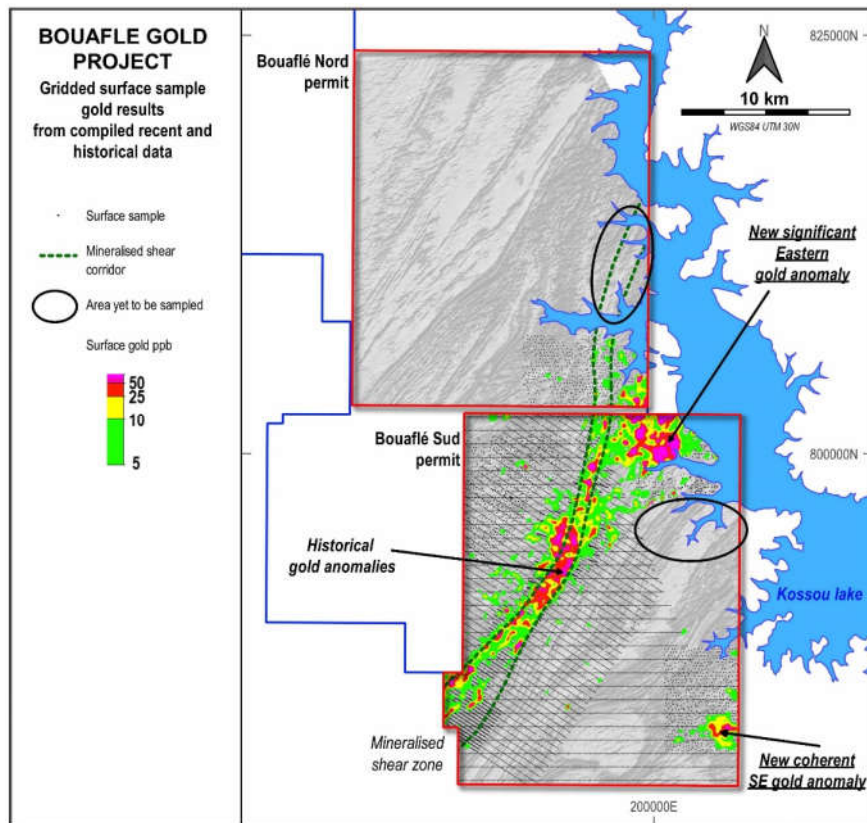 BOUAFLE GOLD
PROJECT
Gridded surface sample
gold results
from compiled recent and
historical data
Surface sample
Mineralised shear
corridor
Area yet to be sampled
Surface gold ppb
50
25
10
5
Bouaflé Nord
permit
N
825000N
10 km
WGS84 UTM 30N
New significant
Eastern
gold anomaly
Bouaflé Sud
permit
800000N
Historical
gold anomalies
Kossou lake
Mineralised
shear zone
New coherent
SE gold anomaly
200000E